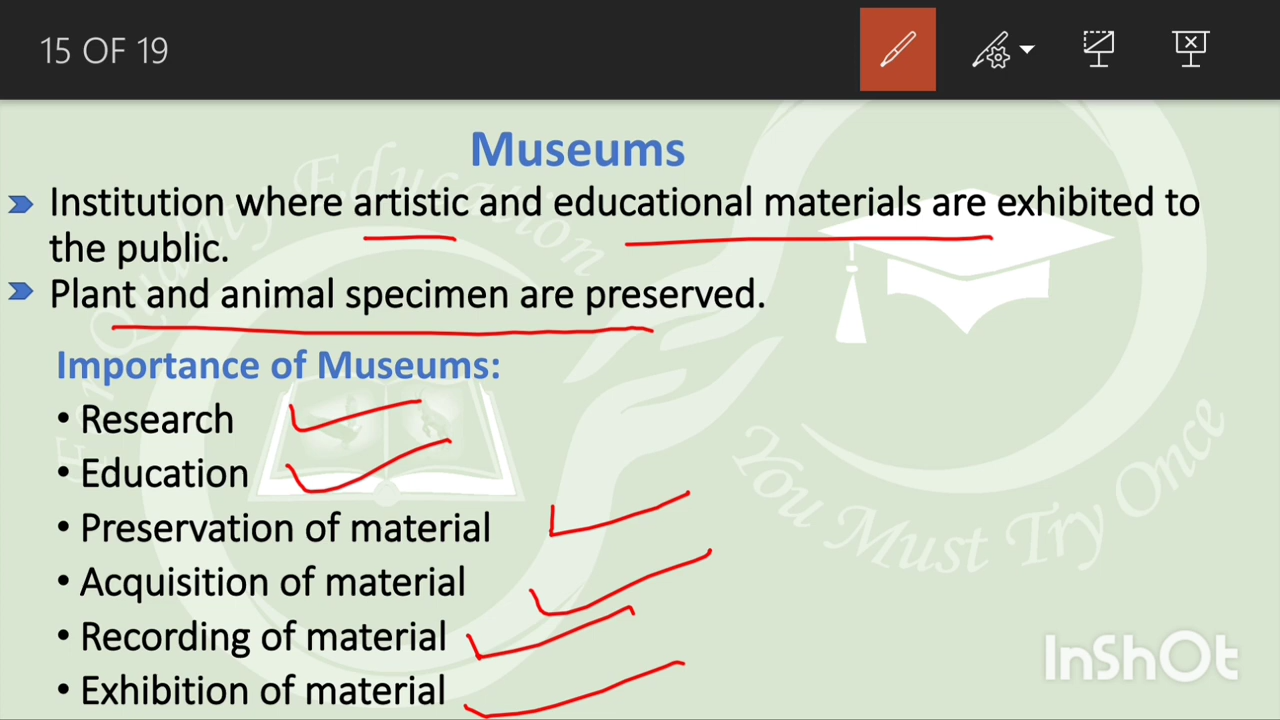 15 OF 19
Museums
Institution where artistic and educational materials are exhibited to
the public.
Plant and animal specimen are preserved.
Importance of Museums:
• Research
• Education
• Preservation of material
• Acquisition of material
• Recording of material
• Exhibition of material
Quality Education
You Must Try Once
InShOt